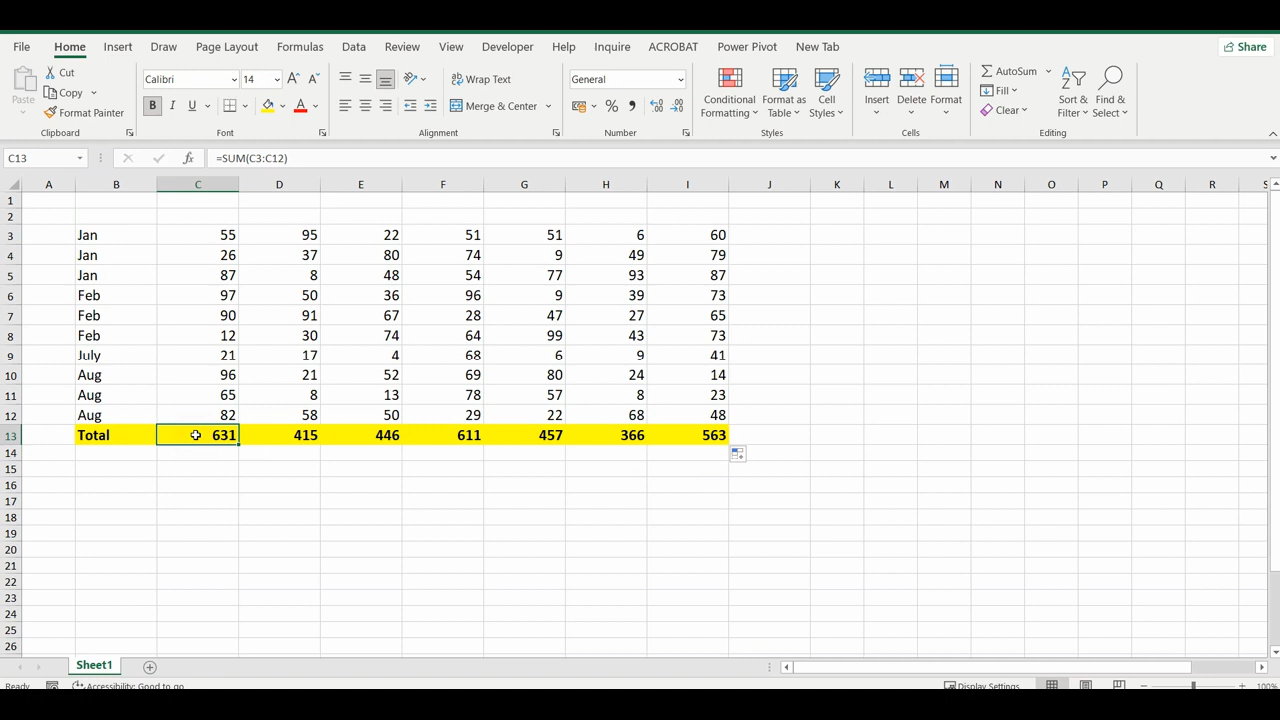 File Home Insert Draw Page Layout Formulas Data Review View Developer Help Inquire ACROBAT Power Pivot New Tab Share
Paste Cut Copy Format Painter Clipboard
Calibri 14 A A B I U A Font
Wrap Text Merge & Center Alignment
General % , Number
Conditional Formatting Format as Table Cell Styles Styles
Insert Delete Format Cells
AutoSum Fill Clear Sort & Filter Find & Select Editing
C13 fx =SUM(C3:C12)
A B C D E F G H I J K L M N O P Q R S
1
2
3 Jan 55 95 22 51 51 6 60
4 Jan 26 37 80 74 9 49 79
5 Jan 87 8 48 54 77 93 87
6 Feb 97 50 36 96 9 39 73
7 Feb 90 91 67 28 47 27 65
8 Feb 12 30 74 64 99 43 73
9 July 21 17 4 68 6 9 41
10 Aug 96 21 52 69 80 24 14
11 Aug 65 8 13 78 57 8 23
12 Aug 82 58 50 29 22 68 48
13 Total 631 415 446 611 457 366 563
14
15
16
17
18
19
20
21
22
23
24
25
26
Sheet1
Ready Accessibility: Good to go Display Settings 100%